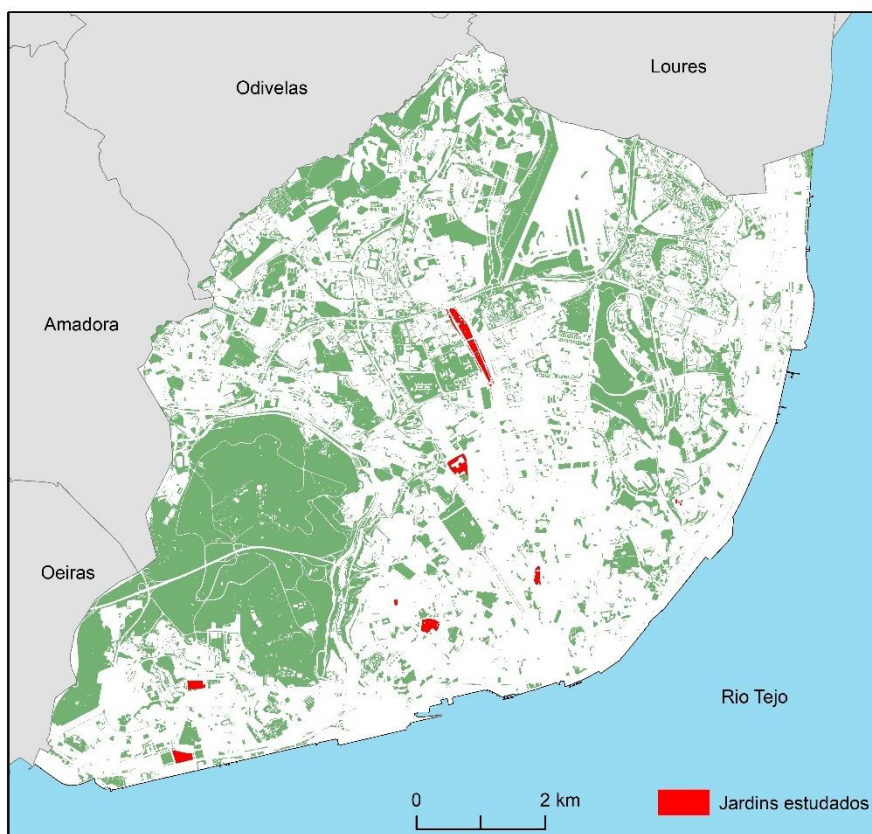 Loures
Odivelas
Amadora
Oeiras
Rio Tejo
0 2 km
Jardins estudados